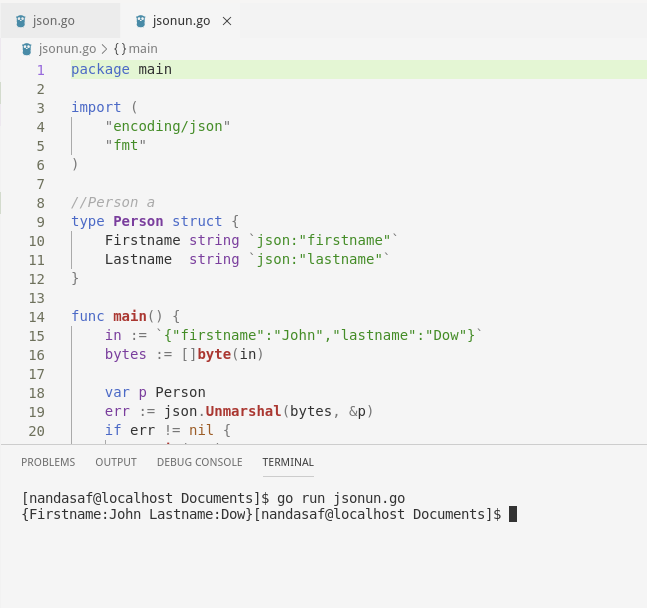 json.go jsonun.go ×
jsonun.go > {} main
1 package main
2
3 import (
4     "encoding/json"
5     "fmt"
6 )
7
8 //Person a
9 type Person struct {
10     Firstname string `json:"firstname"`
11     Lastname  string `json:"lastname"`
12 }
13
14 func main() {
15     in := `{"firstname":"John","lastname":"Dow"}`
16     bytes := []byte(in)
17
18     var p Person
19     err := json.Unmarshal(bytes, &p)
20     if err != nil {
PROBLEMS OUTPUT DEBUG CONSOLE TERMINAL
[nandasaf@localhost Documents]$ go run jsonun.go
{Firstname:John Lastname:Dow}[nandasaf@localhost Documents]$